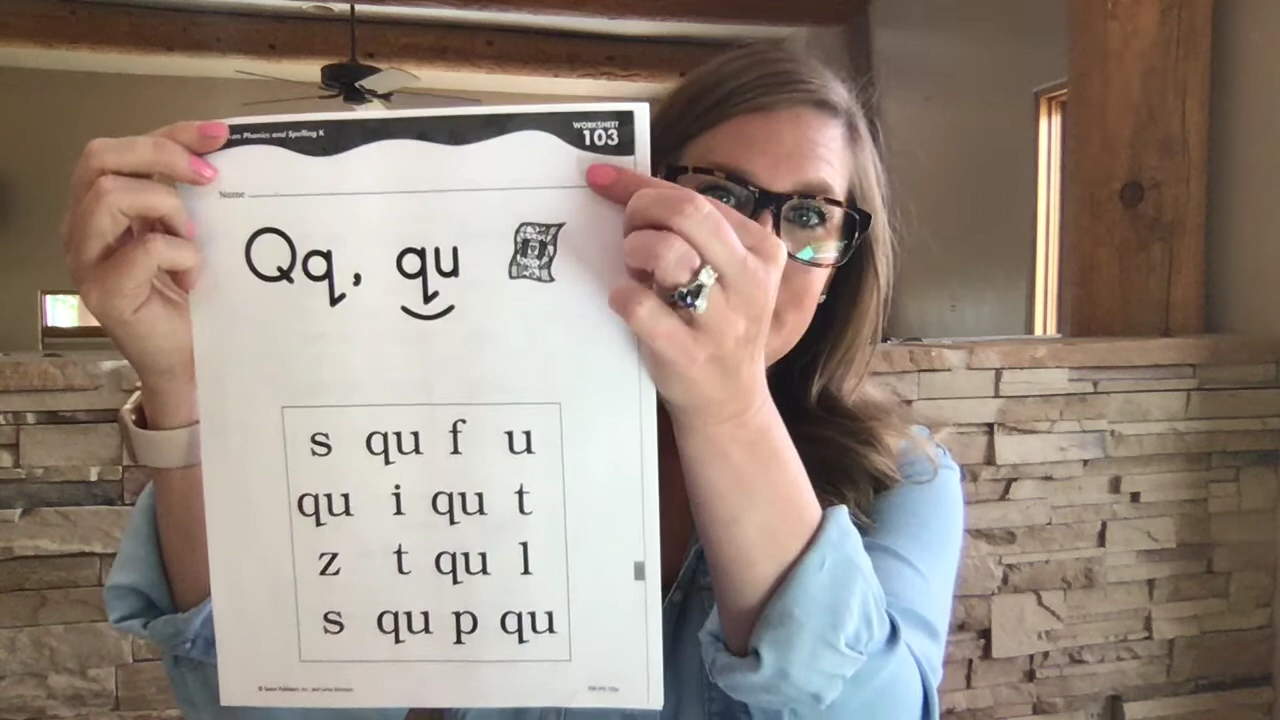 Phonics and Spelling K
WORKSHEET
103
Name
Qq, qu
s qu f u
qu i qu t
z t qu l
s qu p qu